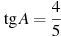 tgA = 4/5